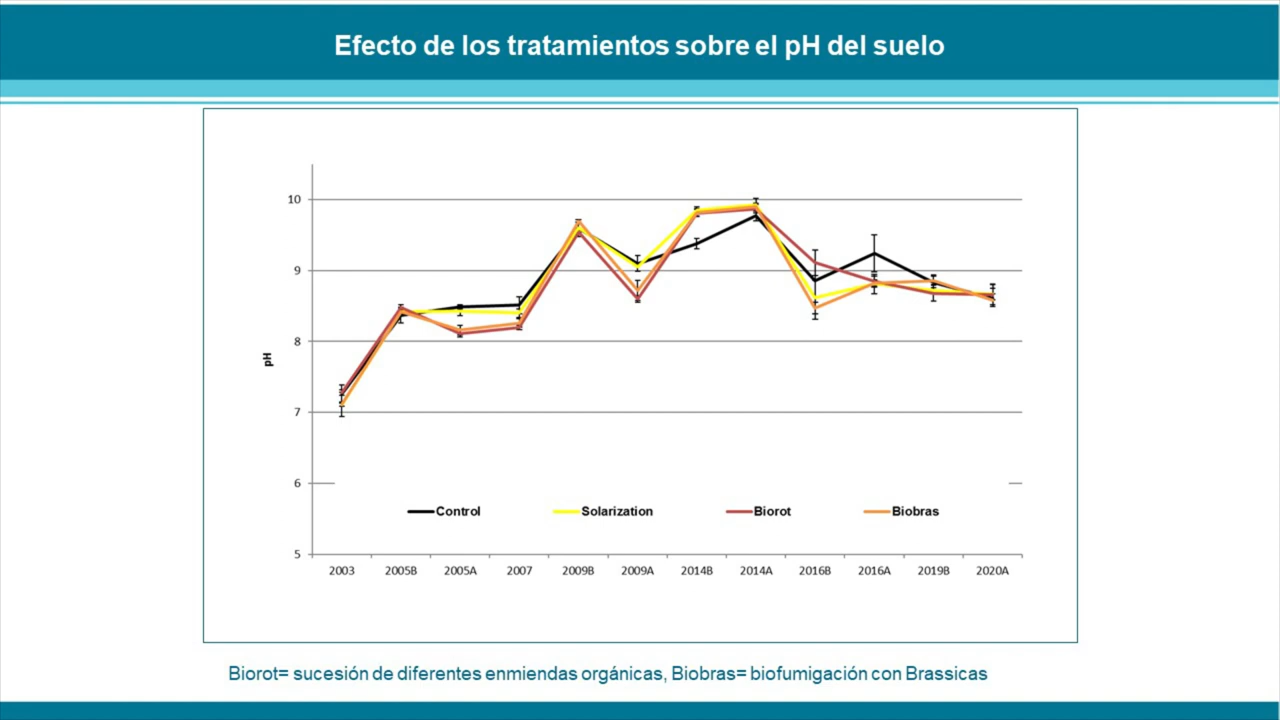 Efecto de los tratamientos sobre el pH del suelo
10
9
8
7
6
5
pH
Control
Solarization
Biorot
Biobras
2003
2005B
2005A
2007
2009B
2009A
2014B
2014A
2016B
2016A
2019B
2020A
Biorot= sucesión de diferentes enmiendas orgánicas, Biobras= biofumigación con Brassicas